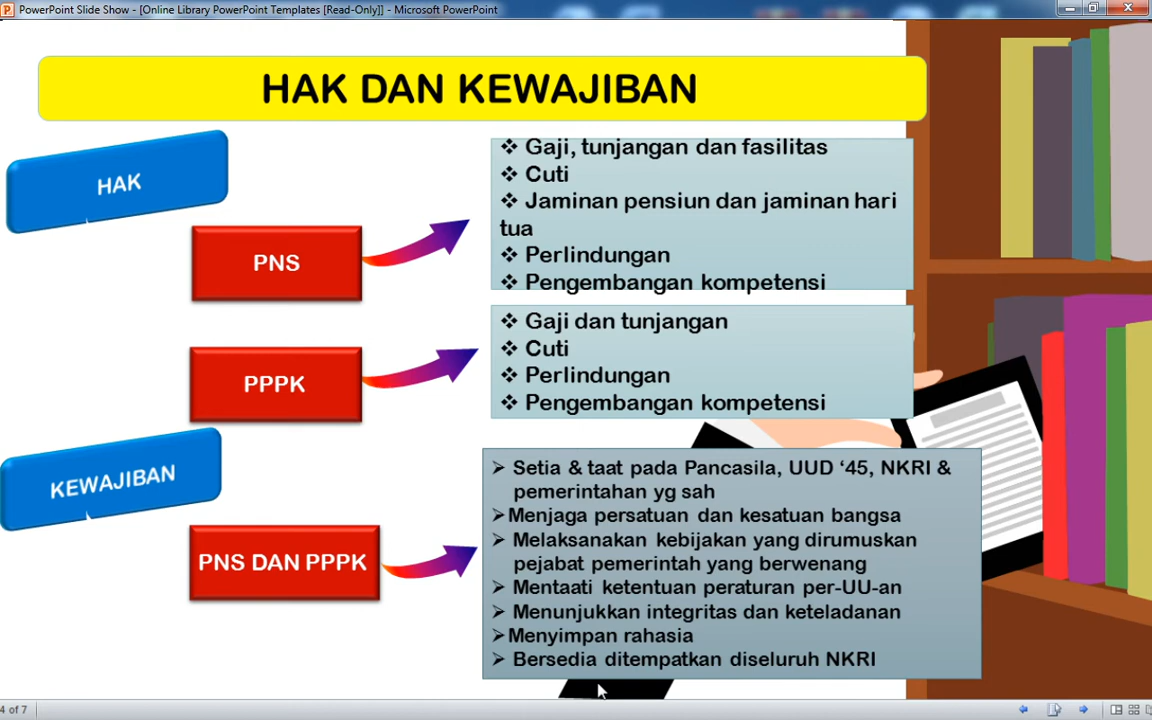 PowerPoint Slide Show - [Online Library PowerPoint Templates [Read-Only]] - Microsoft PowerPoint
HAK DAN KEWAJIBAN
HAK
PNS
❖ Gaji, tunjangan dan fasilitas
❖ Cuti
❖ Jaminan pensiun dan jaminan hari
tua
❖ Perlindungan
❖ Pengembangan kompetensi
PPPK
❖ Gaji dan tunjangan
❖ Cuti
❖ Perlindungan
❖ Pengembangan kompetensi
KEWAJIBAN
PNS DAN PPPK
➢ Setia & taat pada Pancasila, UUD ‘45, NKRI &
pemerintahan yg sah
➢ Menjaga persatuan dan kesatuan bangsa
➢ Melaksanakan kebijakan yang dirumuskan
pejabat pemerintah yang berwenang
➢ Mentaati ketentuan peraturan per-UU-an
➢ Menunjukkan integritas dan keteladanan
➢ Menyimpan rahasia
➢ Bersedia ditempatkan diseluruh NKRI
4 of 7